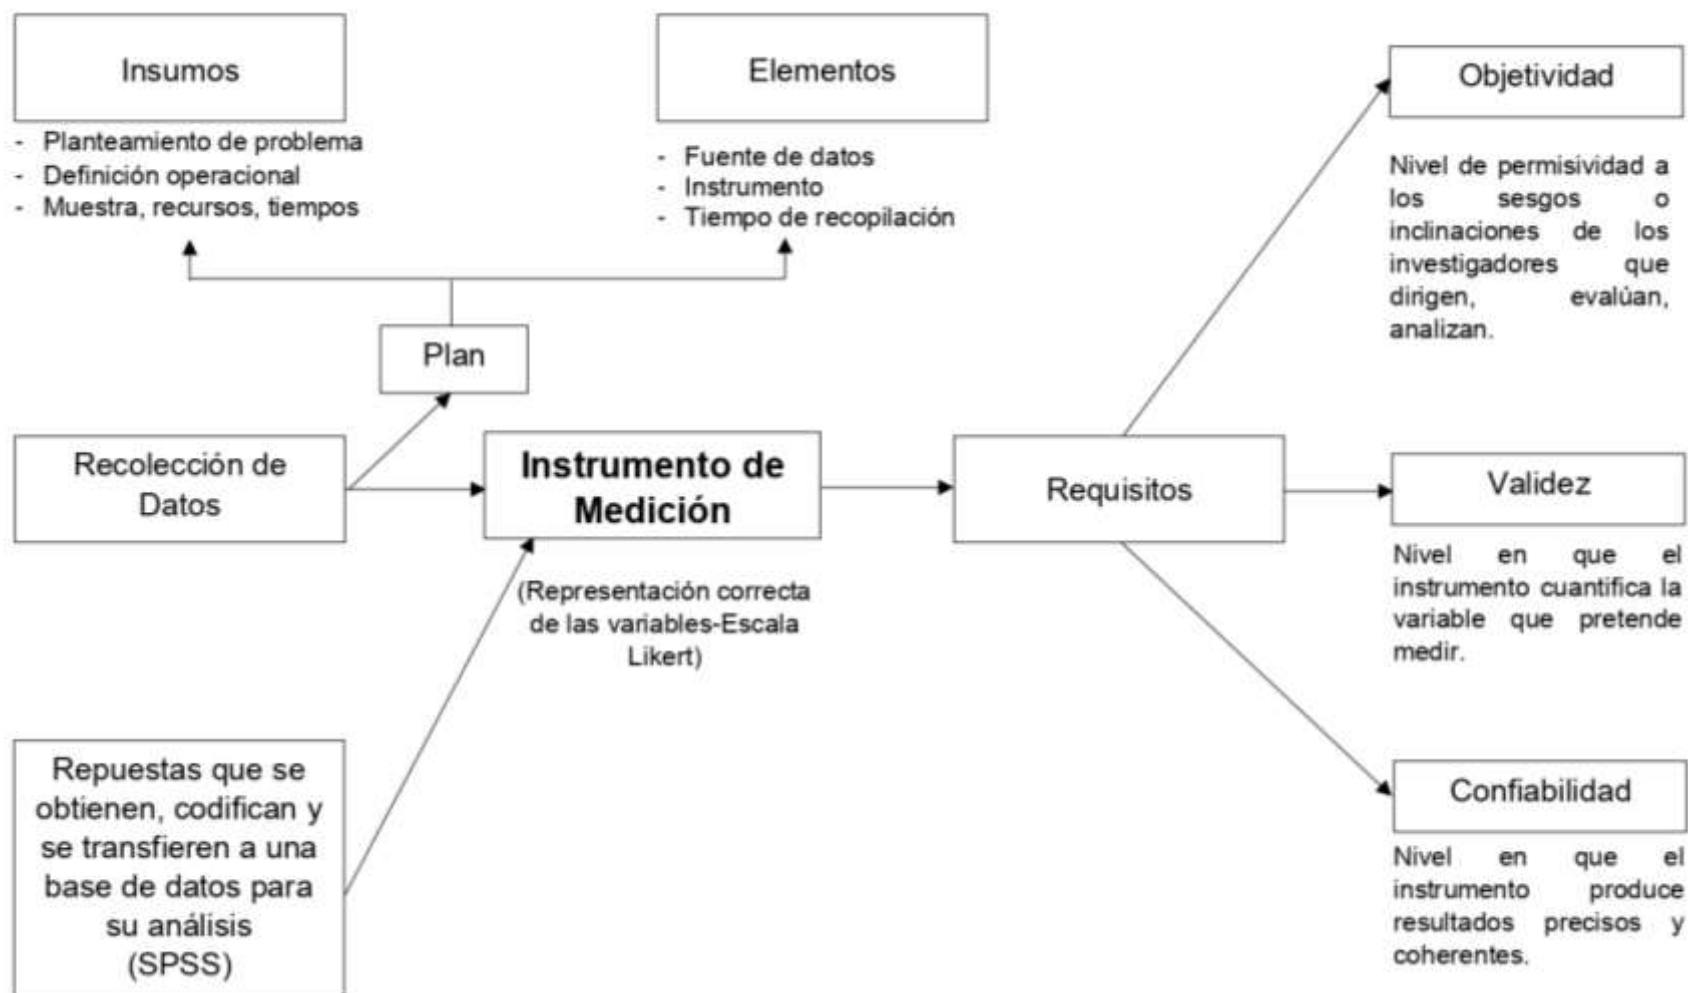 Insumos
- Planteamiento de problema
- Definición operacional
- Muestra, recursos, tiempos
Elementos
- Fuente de datos
- Instrumento
- Tiempo de recopilación
Objetividad
Nivel de permisividad a
los sesgos o
inclinaciones de los
investigadores que
dirigen, evalúan,
analizan.
Plan
Recolección de
Datos
Instrumento de
Medición
(Representación correcta
de las variables-Escala
Likert)
Requisitos
Validez
Nivel en que el
instrumento cuantifica la
variable que pretende
medir.
Repuestas que se
obtienen, codifican y
se transfieren a una
base de datos para
su análisis
(SPSS)
Confiabilidad
Nivel en que el
instrumento produce
resultados precisos y
coherentes.